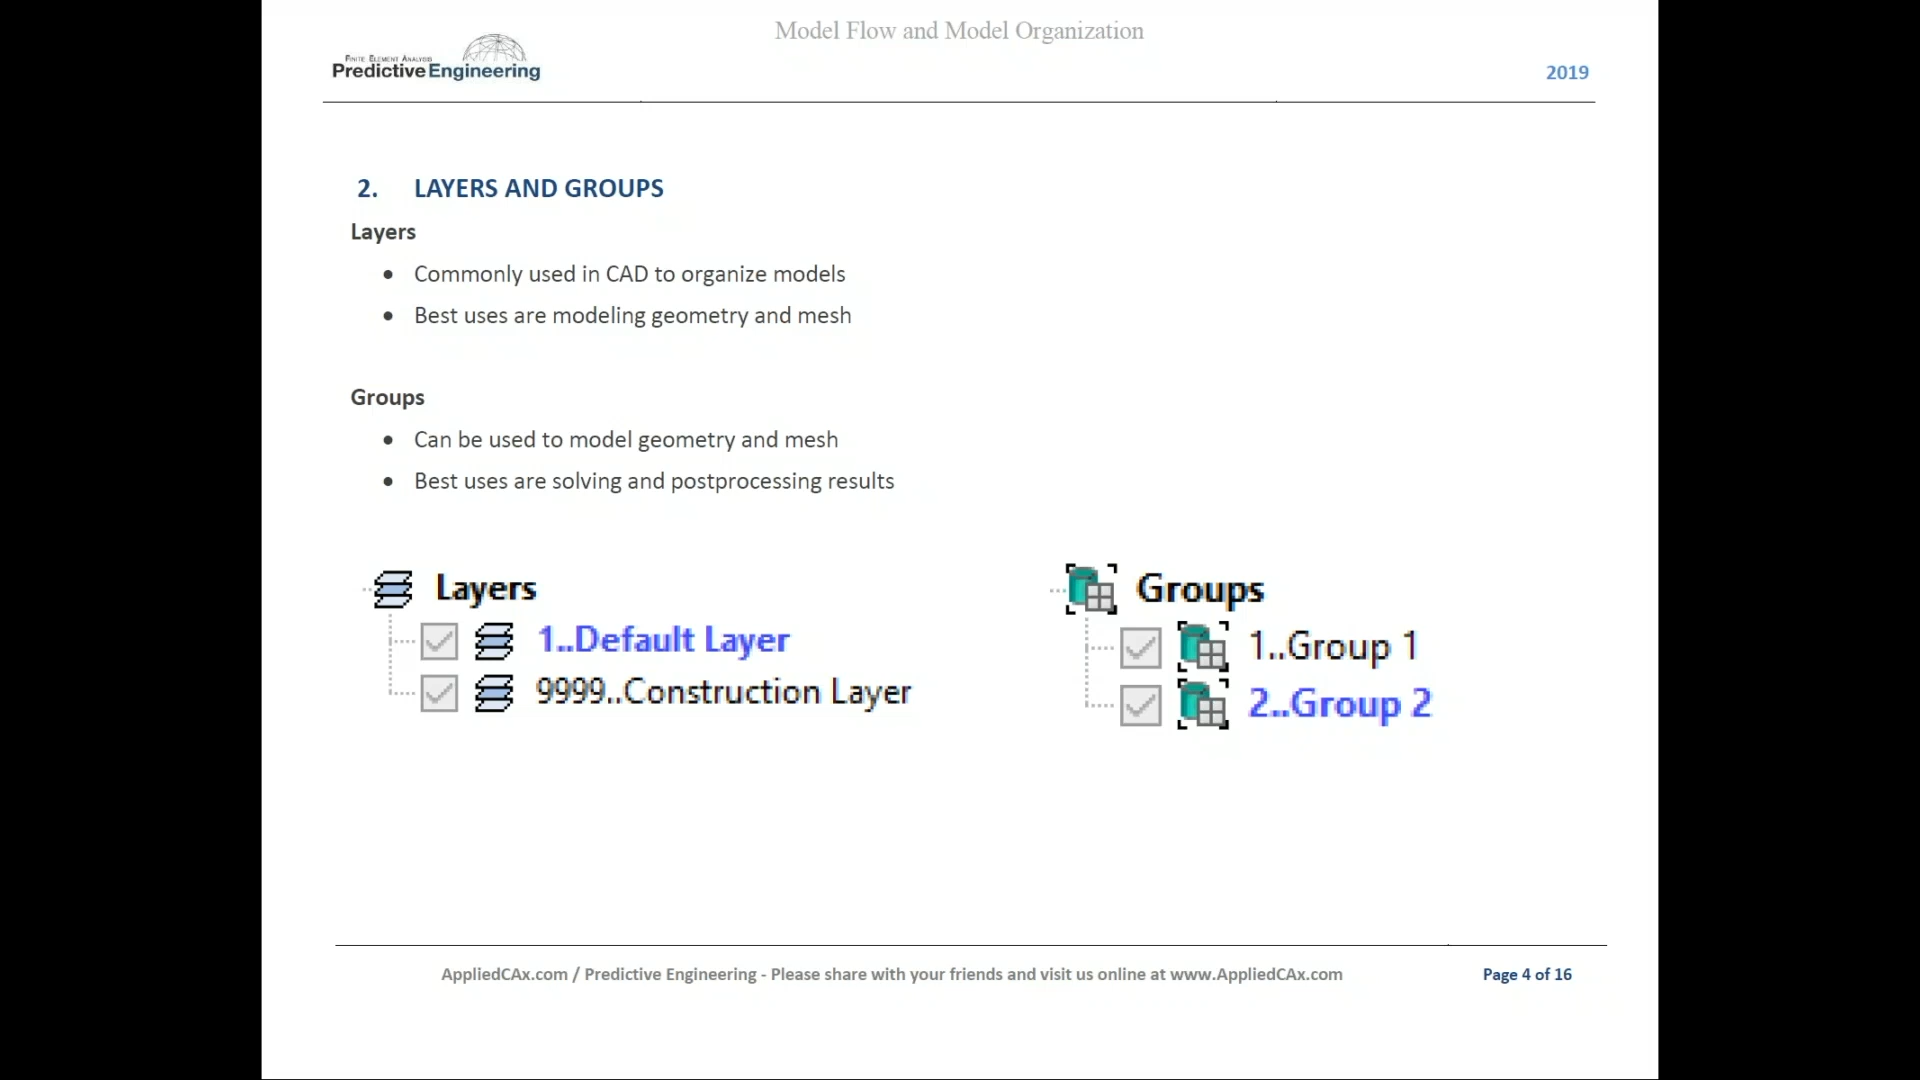 Model Flow and Model Organization
FINITE ELEMENT ANALYSIS
Predictive Engineering
2019
2. LAYERS AND GROUPS
Layers
• Commonly used in CAD to organize models
• Best uses are modeling geometry and mesh
Groups
• Can be used to model geometry and mesh
• Best uses are solving and postprocessing results
Layers
1..Default Layer
9999..Construction Layer
Groups
1..Group 1
2..Group 2
AppliedCAx.com / Predictive Engineering - Please share with your friends and visit us online at www.AppliedCAx.com
Page 4 of 16